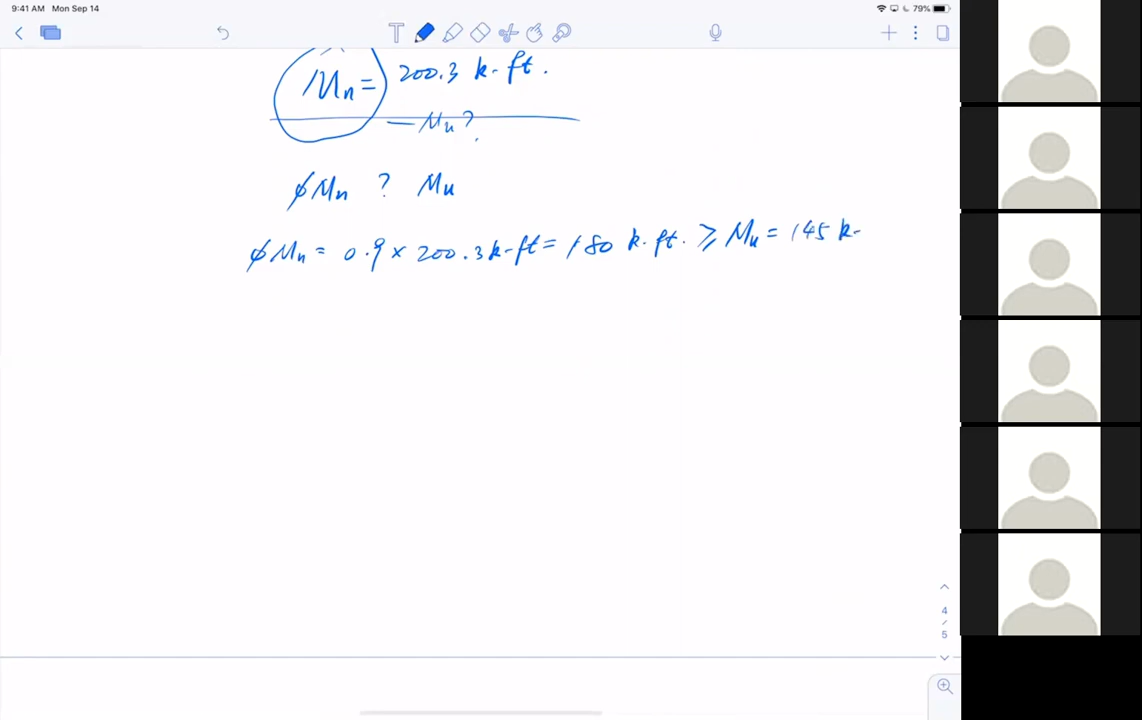 9:41 AM Mon Sep 14
79%
Mn = 200.3 k-ft.
— Mu?
ϕMn ? Mu
ϕMn = 0.9 × 200.3 k-ft = 180 k.ft. ⩾ Mu = 145 k-
4
/
5